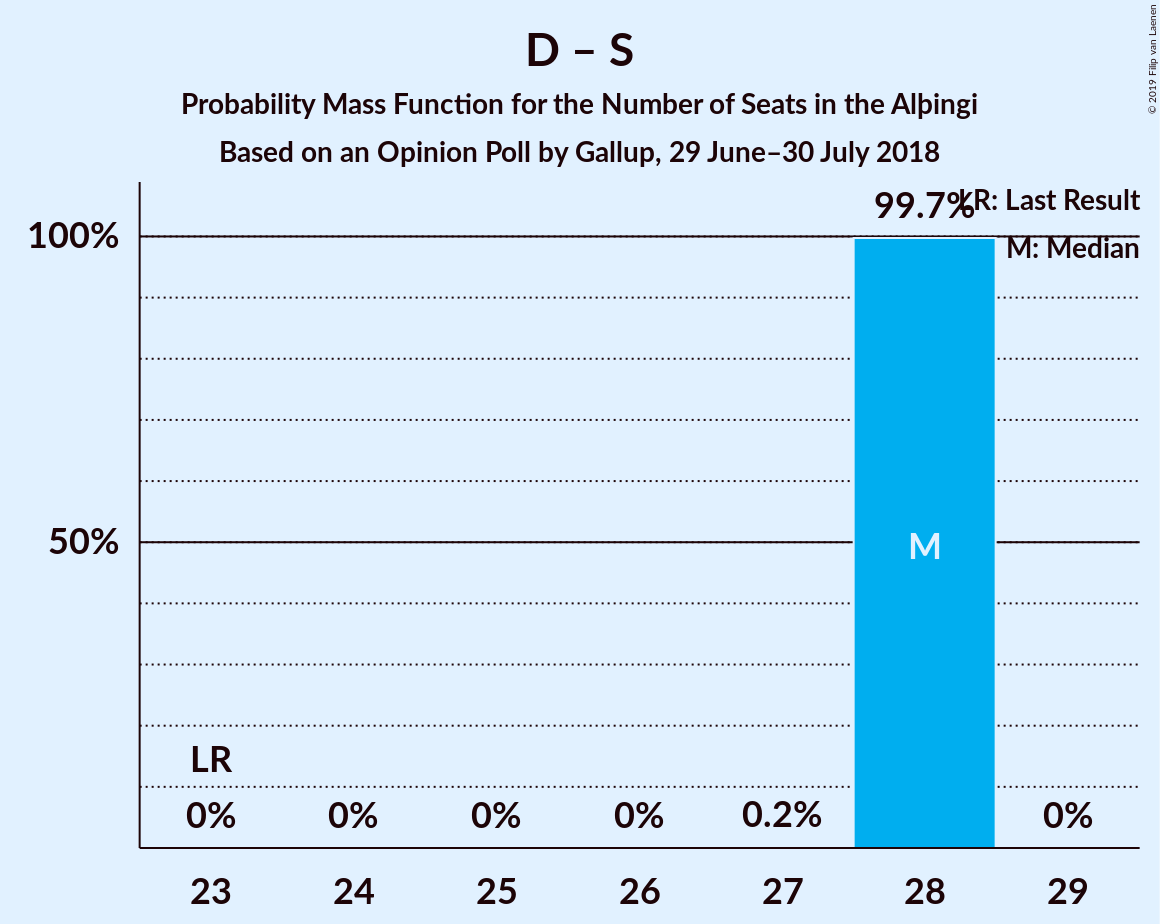 D – S
Probability Mass Function for the Number of Seats in the Alþingi
Based on an Opinion Poll by Gallup, 29 June–30 July 2018
© 2019 Filip van Laenen
99.7%
LR: Last Result
M: Median
100%
50%
M
LR
0%
0%
0%
0%
0.2%
0%
23
24
25
26
27
28
29